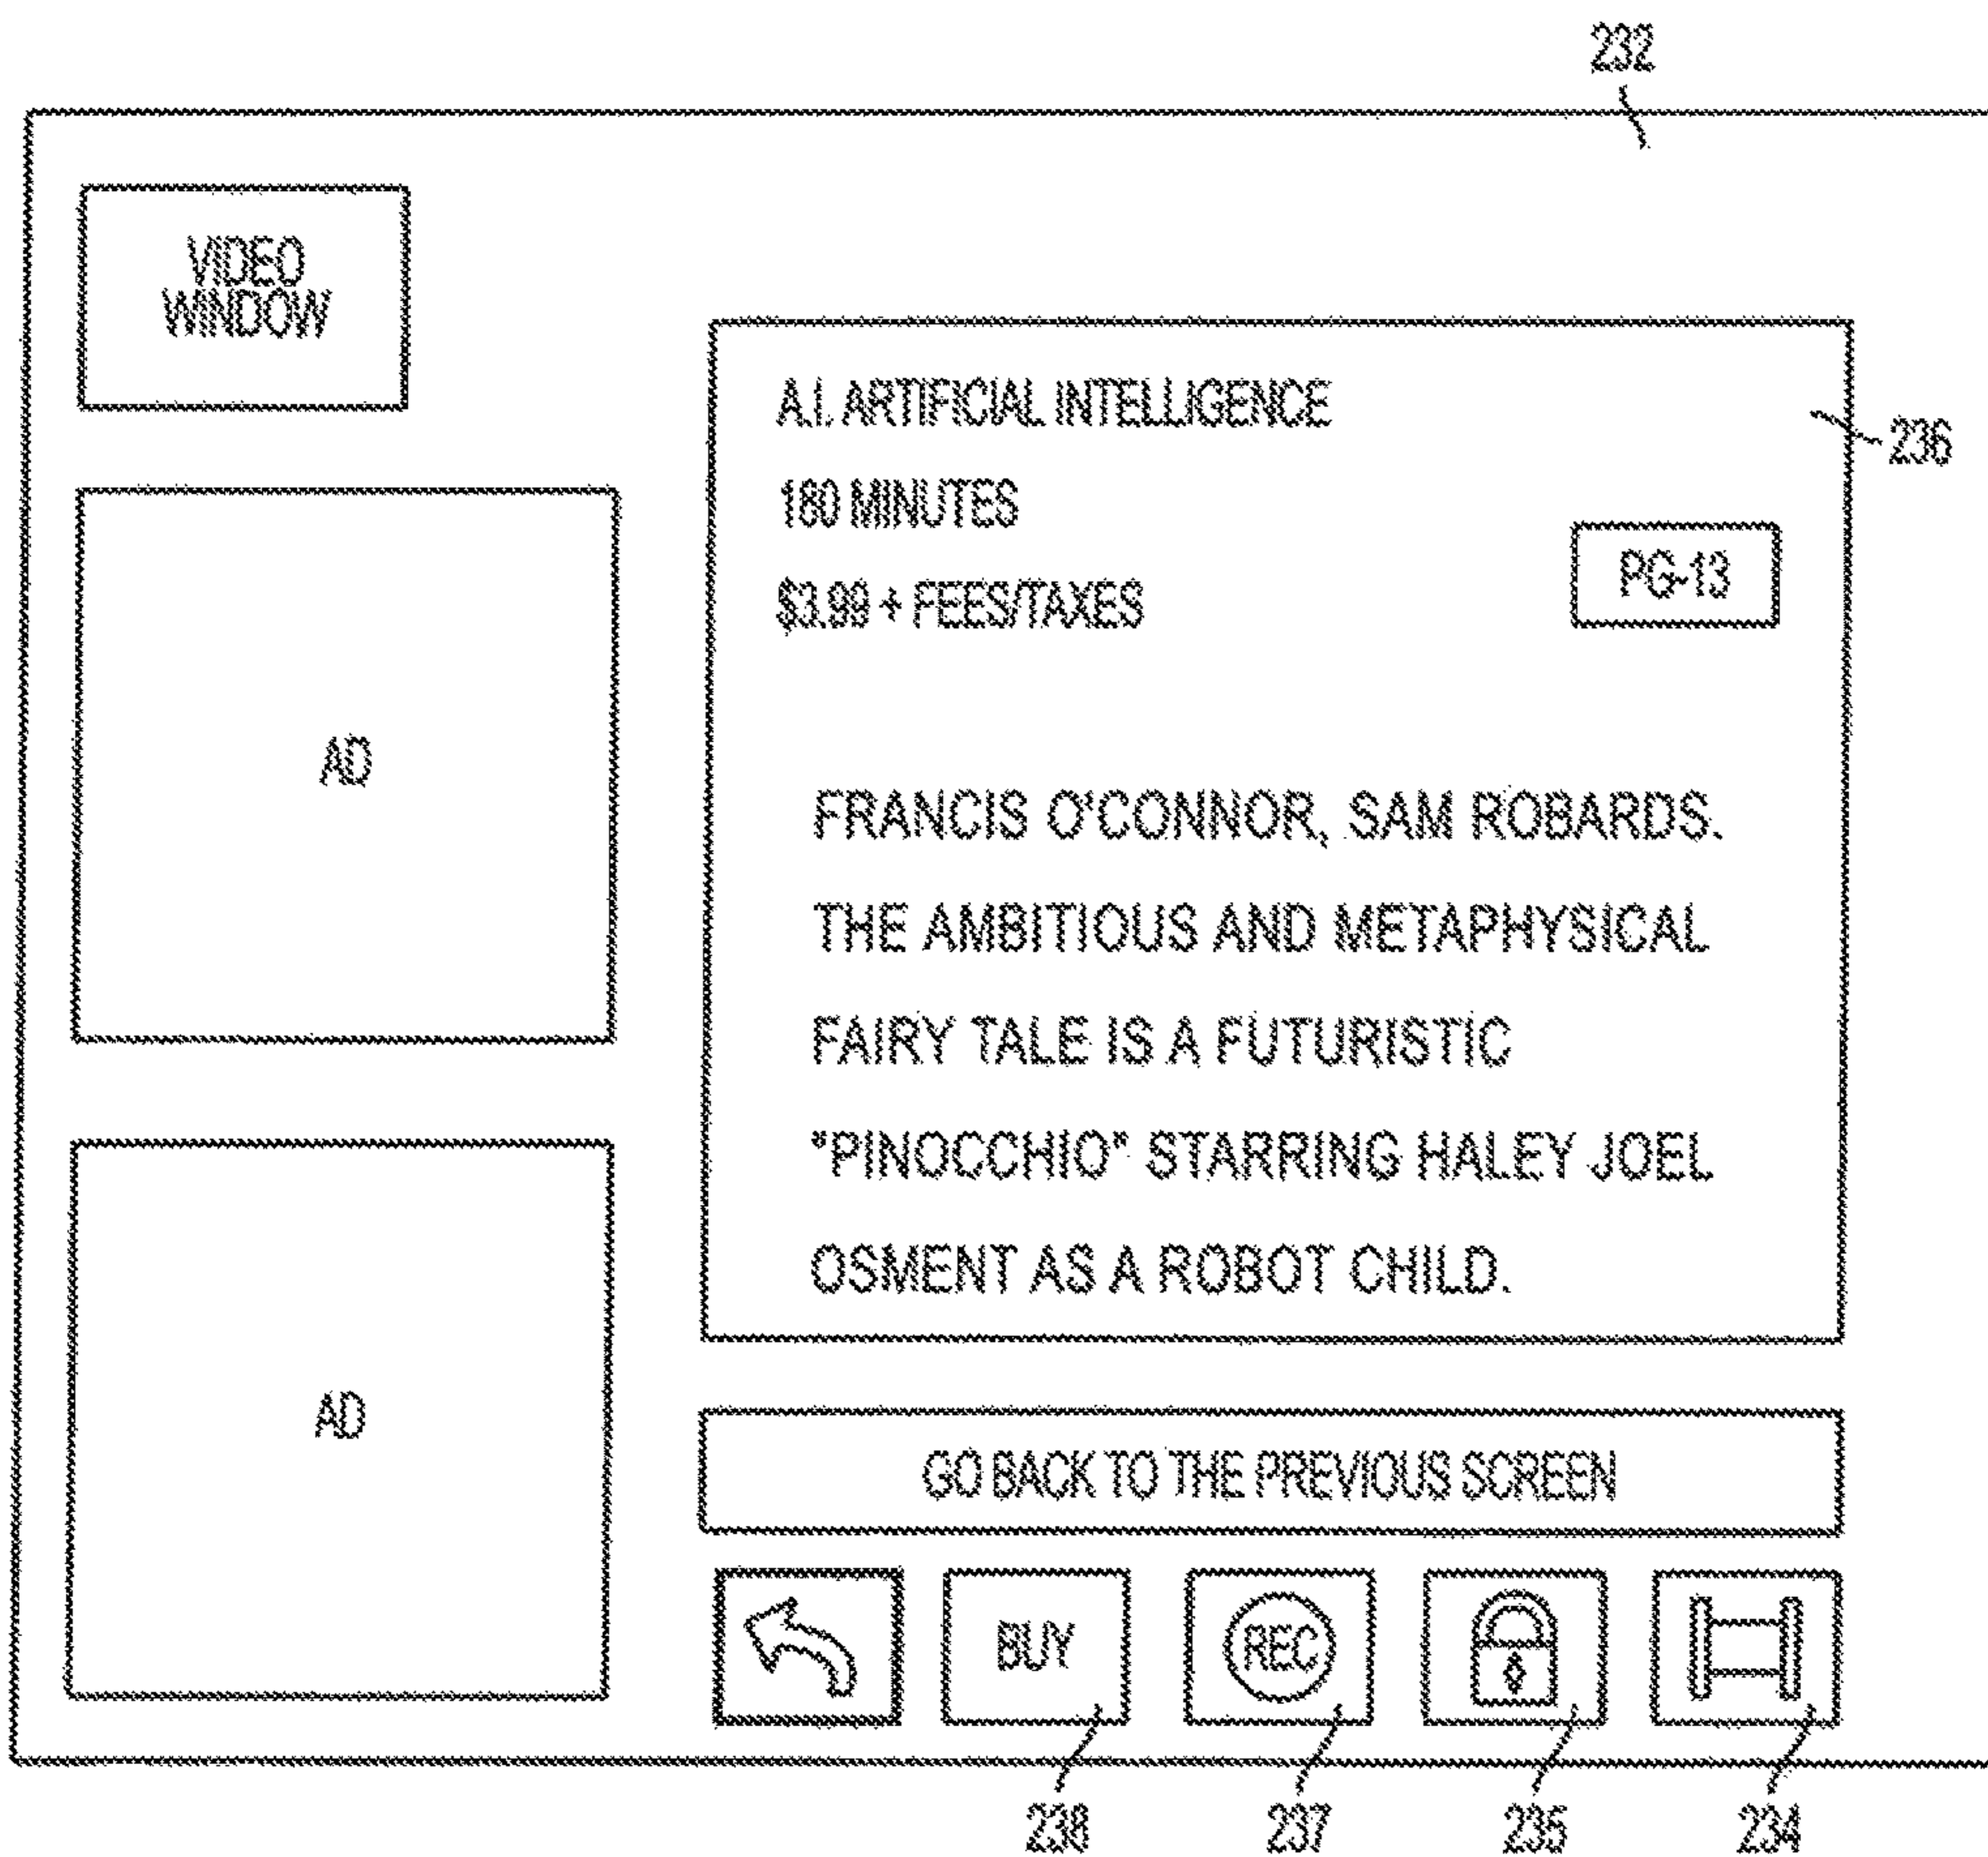 232
VIDEO
WINDOW
A.I. ARTIFICIAL INTELLIGENCE
236
180 MINUTES
PG-13
$3.99 + FEES/TAXES
AD
FRANCIS O'CONNOR, SAM ROBARDS.
THE AMBITIOUS AND METAPHYSICAL
FAIRY TALE IS A FUTURISTIC
"PINOCCHIO" STARRING HALEY JOEL
OSMENT AS A ROBOT CHILD.
AD
GO BACK TO THE PREVIOUS SCREEN
BUY
REC
238
237
235
234